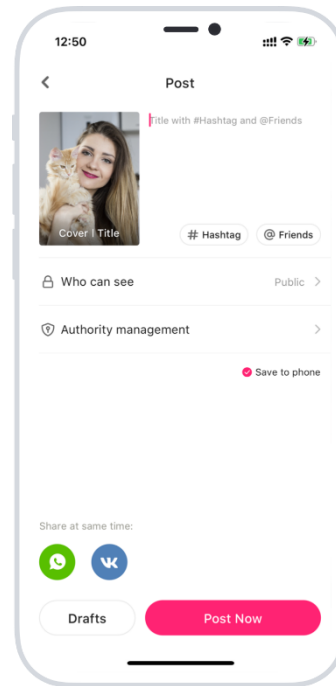 12:50
Post
Title with #Hashtag and @Friends
Cover | Title
# Hashtag
@ Friends
Who can see
Public
Authority management
Save to phone
Share at same time:
Drafts
Post Now